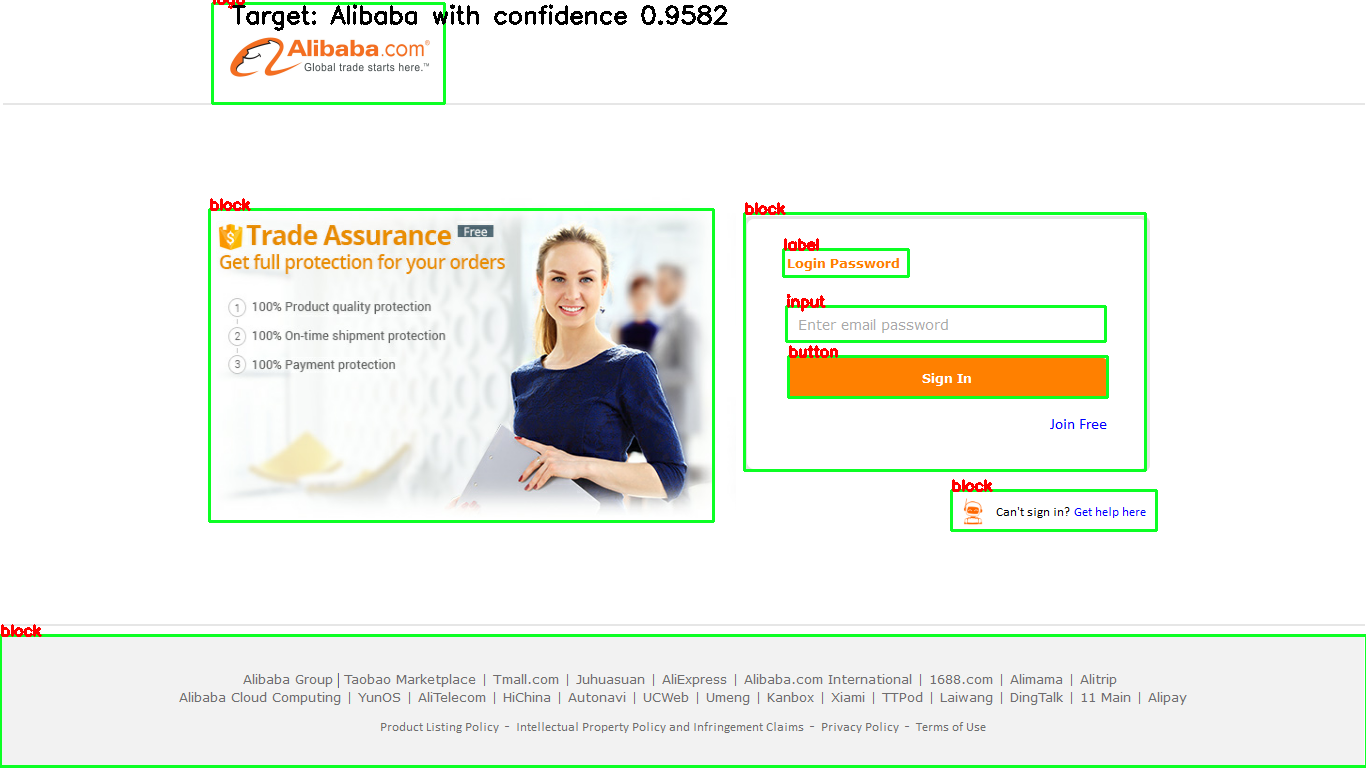 logo
Target: Alibaba with confidence 0.9582
Alibaba.com®
Global trade starts here.™
block
Trade Assurance Free
Get full protection for your orders
1 100% Product quality protection
2 100% On-time shipment protection
3 100% Payment protection
block
label
Login Password
input
Enter email password
button
Sign In
Join Free
block
Can't sign in? Get help here
block
Alibaba Group | Taobao Marketplace | Tmall.com | Juhuasuan | AliExpress | Alibaba.com International | 1688.com | Alimama | Alitrip
Alibaba Cloud Computing | YunOS | AliTelecom | HiChina | Autonavi | UCWeb | Umeng | Kanbox | Xiami | TTPod | Laiwang | DingTalk | 11 Main | Alipay
Product Listing Policy - Intellectual Property Policy and Infringement Claims - Privacy Policy - Terms of Use